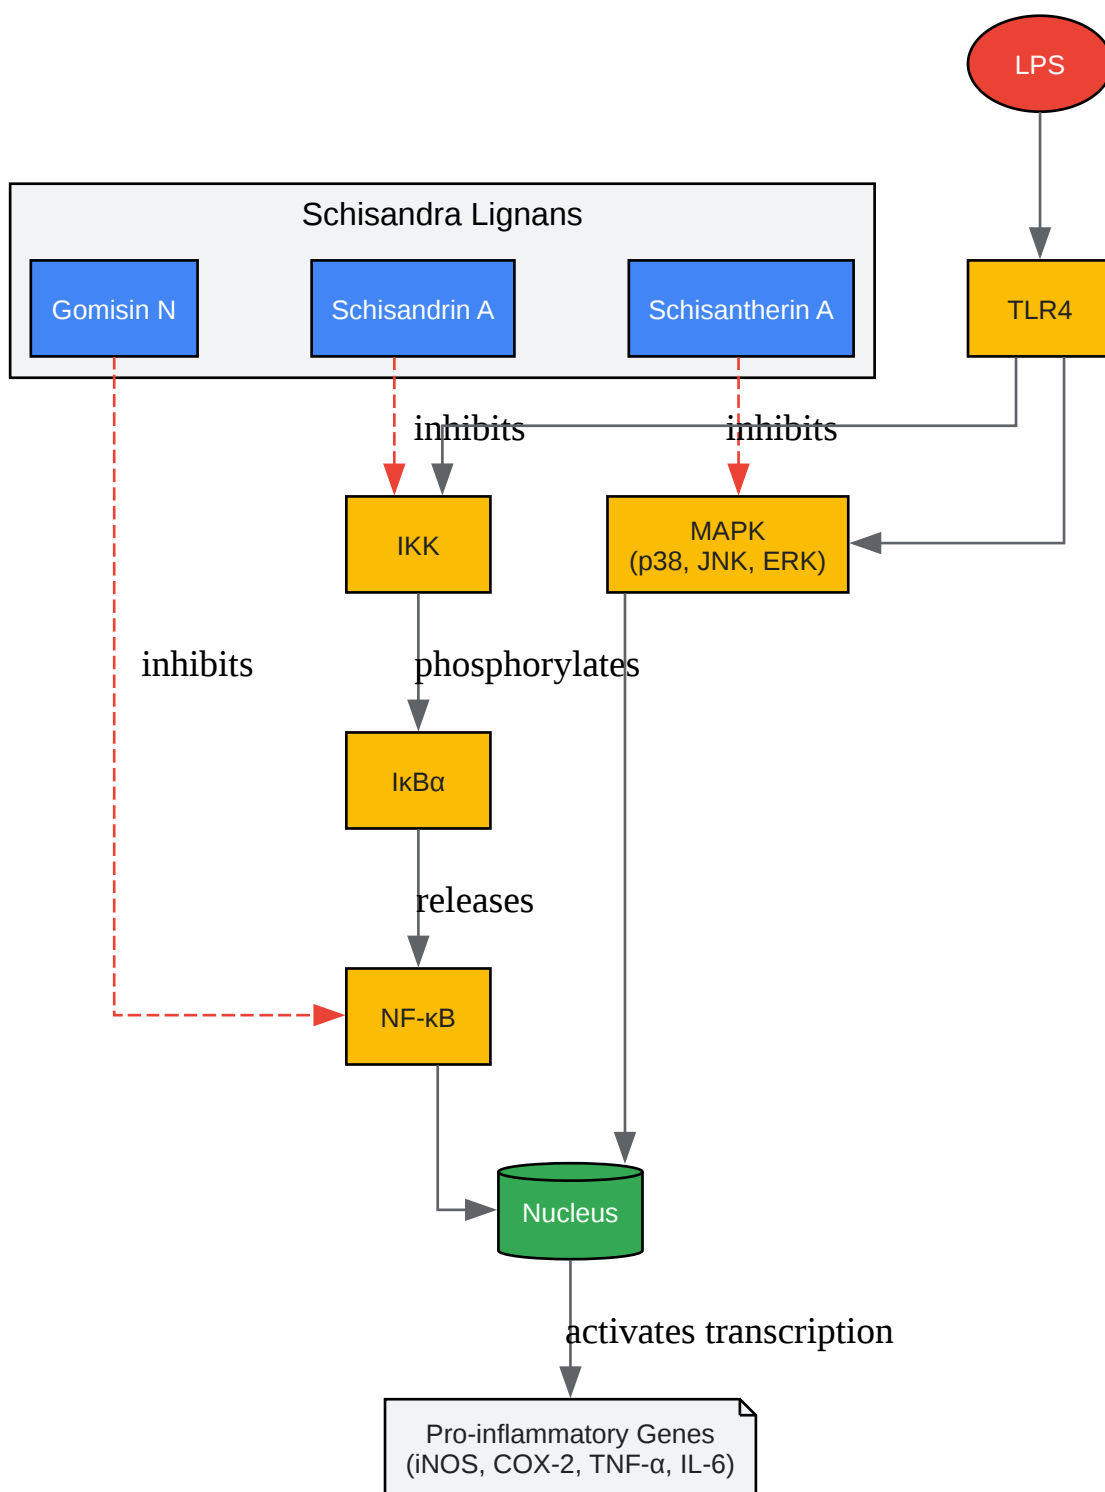 LPS
Schisandra Lignans
Gomisin N
Schisandrin A
Schisantherin A
TLR4
inhibits
inhibits
IKK
MAPK
(p38, JNK, ERK)
inhibits
phosphorylates
IκBα
releases
NF-κB
Nucleus
activates transcription
Pro-inflammatory Genes
(iNOS, COX-2, TNF-α, IL-6)